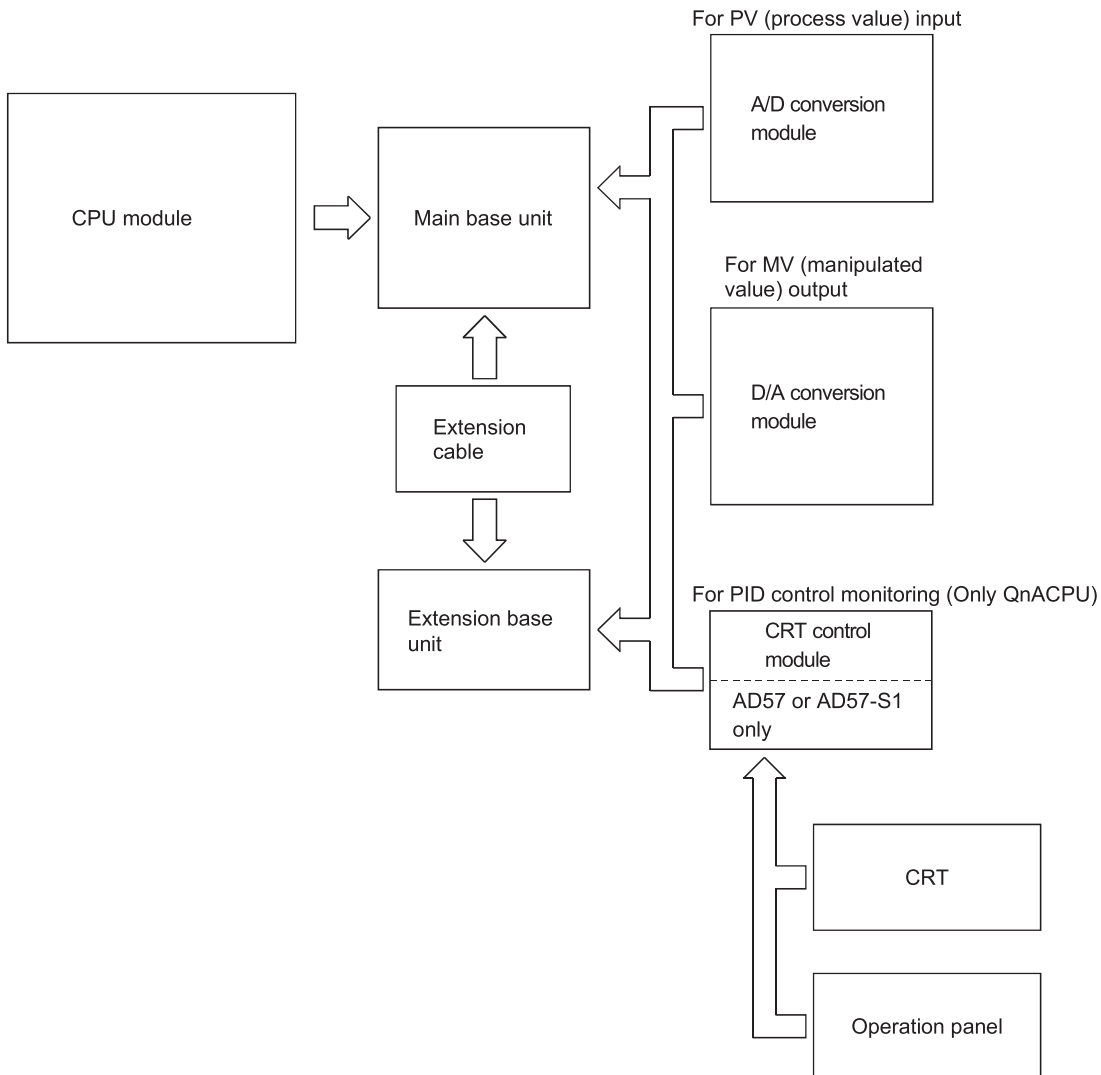 For PV (process value) input
A/D conversion
module
CPU module
Main base unit
For MV (manipulated
value) output
D/A conversion
module
Extension
cable
Extension base
unit
For PID control monitoring (Only QnACPU)
CRT control
module
AD57 or AD57-S1
only
CRT
Operation panel